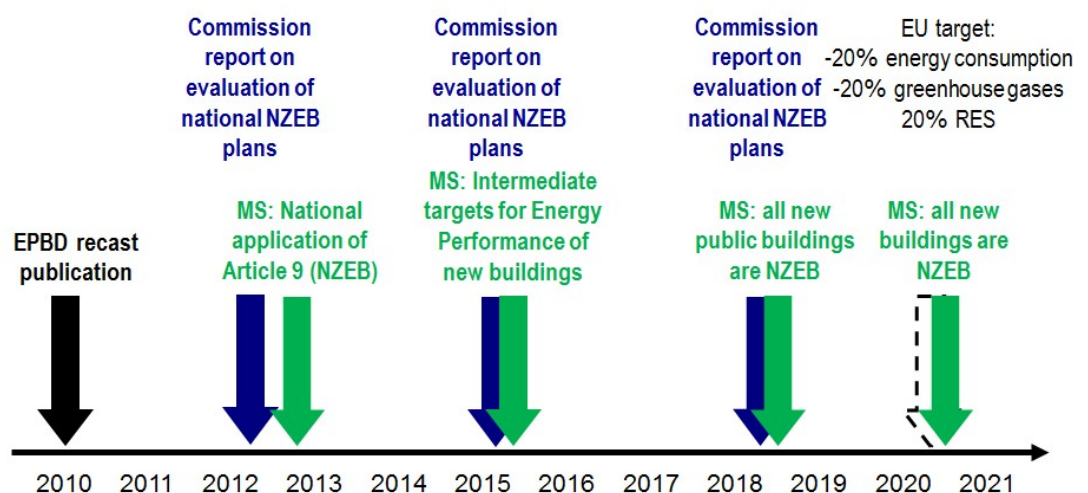 Commission
report on
evaluation of
national NZEB
plans
Commission
report on
evaluation of
national NZEB
plans
Commission
report on
evaluation of
national NZEB
plans
EU target:
-20% energy consumption
-20% greenhouse gases
20% RES
EPBD recast
publication
MS: National
application of
Article 9 (NZEB)
MS: Intermediate
targets for Energy
Performance of
new buildings
MS: all new
public buildings
are NZEB
MS: all new
buildings are
NZEB
2010 2011 2012 2013 2014 2015 2016 2017 2018 2019 2020 2021